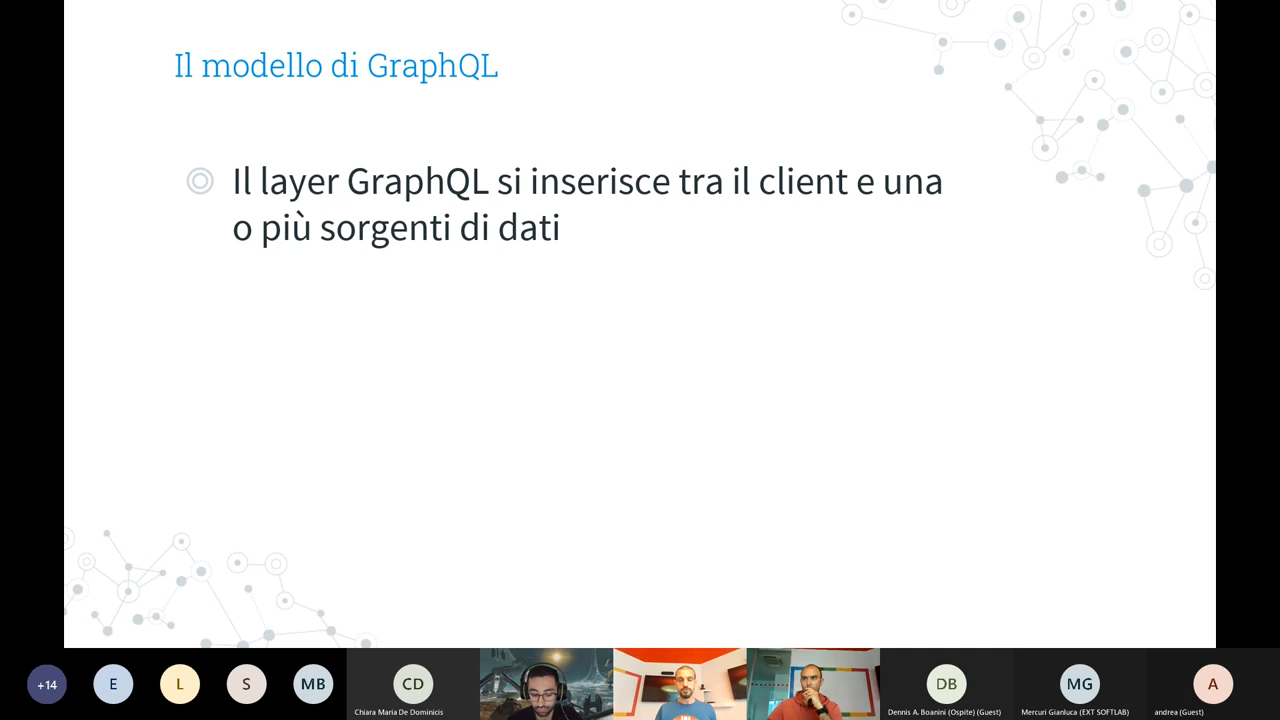 Il modello di GraphQL
Il layer GraphQL si inserisce tra il client e una
o più sorgenti di dati
+14
E
L
S
MB
CD
DB
MG
A
Chiara Maria De Dominicis
Dennis A. Boanini (Ospite) (Guest)
Mercuri Gianluca (EXT SOFTLAB)
andrea (Guest)